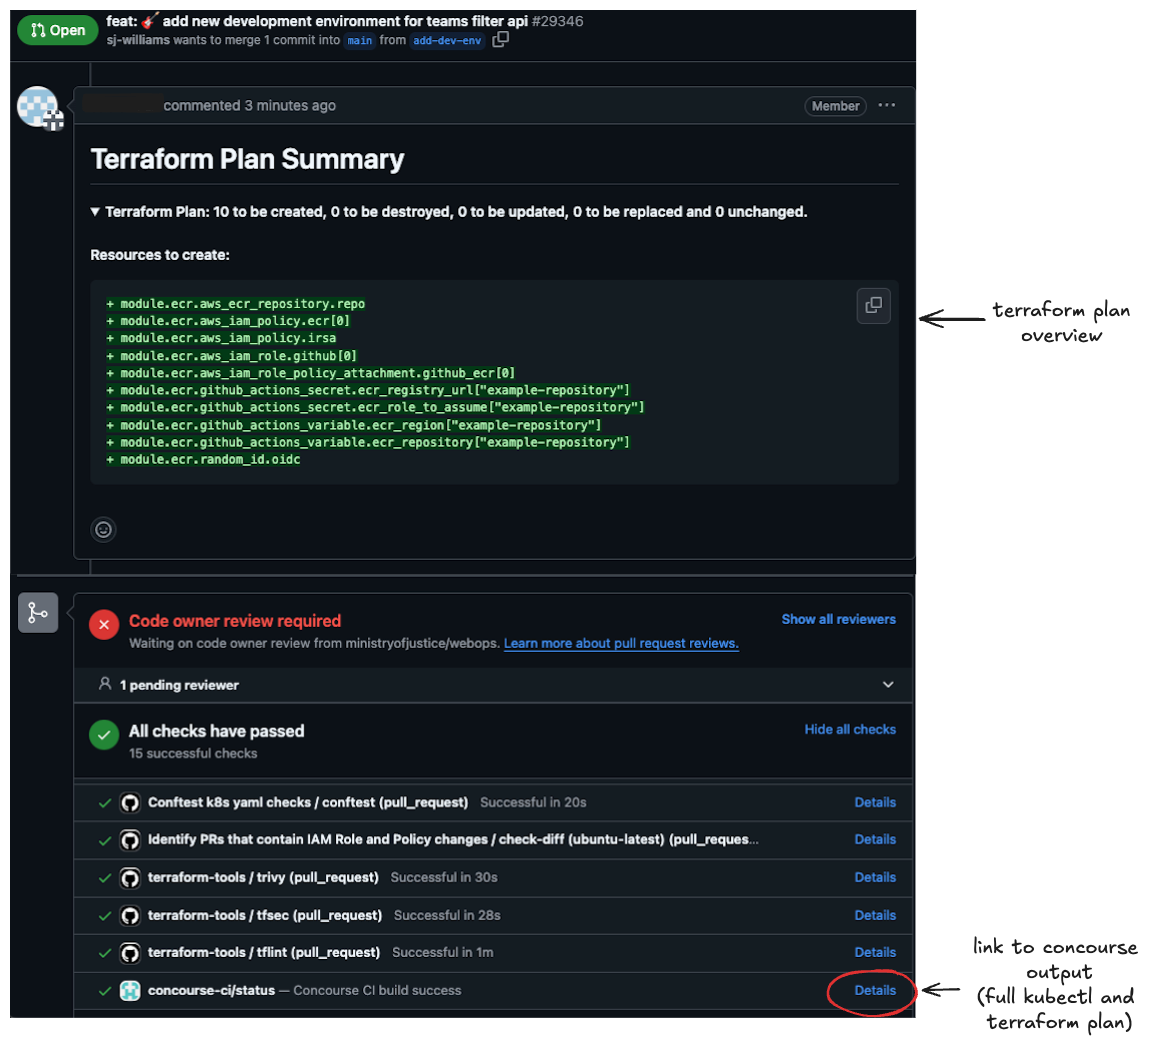 Open
feat: 🎸 add new development environment for teams filter api #29346
sj-williams wants to merge 1 commit into main from add-dev-env
commented 3 minutes ago
Member
Terraform Plan Summary
▼ Terraform Plan: 10 to be created, 0 to be destroyed, 0 to be updated, 0 to be replaced and 0 unchanged.
Resources to create:
+ module.ecr.aws_ecr_repository.repo
+ module.ecr.aws_iam_policy.ecr[0]
+ module.ecr.aws_iam_policy.irsa
+ module.ecr.aws_iam_role.github[0]
+ module.ecr.aws_iam_role_policy_attachment.github_ecr[0]
+ module.ecr.github_actions_secret.ecr_registry_url["example-repository"]
+ module.ecr.github_actions_secret.ecr_role_to_assume["example-repository"]
+ module.ecr.github_actions_variable.ecr_region["example-repository"]
+ module.ecr.github_actions_variable.ecr_repository["example-repository"]
+ module.ecr.random_id.oidc
terraform plan
overview
Code owner review required
Show all reviewers
Waiting on code owner review from ministryofjustice/webops. Learn more about pull request reviews.
1 pending reviewer
All checks have passed
Hide all checks
15 successful checks
Conftest k8s yaml checks / conftest (pull_request) Successful in 20s Details
Identify PRs that contain IAM Role and Policy changes / check-diff (ubuntu-latest) (pull_reques... Details
terraform-tools / trivy (pull_request) Successful in 30s Details
terraform-tools / tfsec (pull_request) Successful in 28s Details
terraform-tools / tflint (pull_request) Successful in 1m Details
concourse-ci/status — Concourse CI build success Details
link to concourse
output
(full kubectl and
terraform plan)